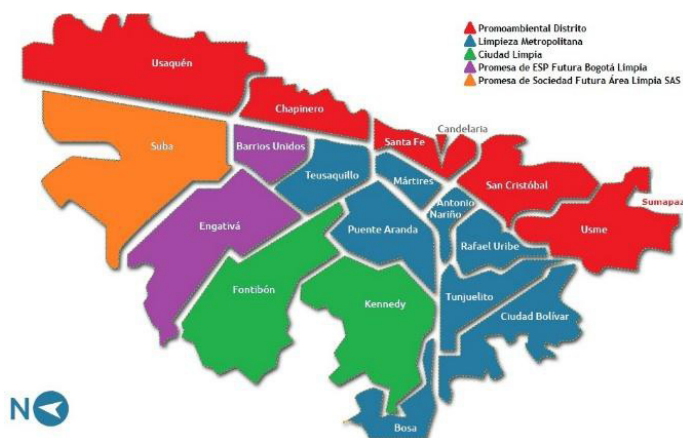 Promoambiental Distrito
Limpieza Metropolitana
Ciudad Limpia
Promesa de ESP Futura Bogotá Limpia
Promesa de Sociedad Futura Área Limpia SAS
Usaquén
Chapinero
Candelaria
Santa Fe
Suba
Barrios Unidos
Teusaquillo
Mártires
San Cristóbal
Sumapaz
Antonio
Nariño
Engativá
Puente Aranda
Usme
Rafael Uribe
Fontibón
Kennedy
Tunjuelito
Ciudad Bolívar
N
Bosa